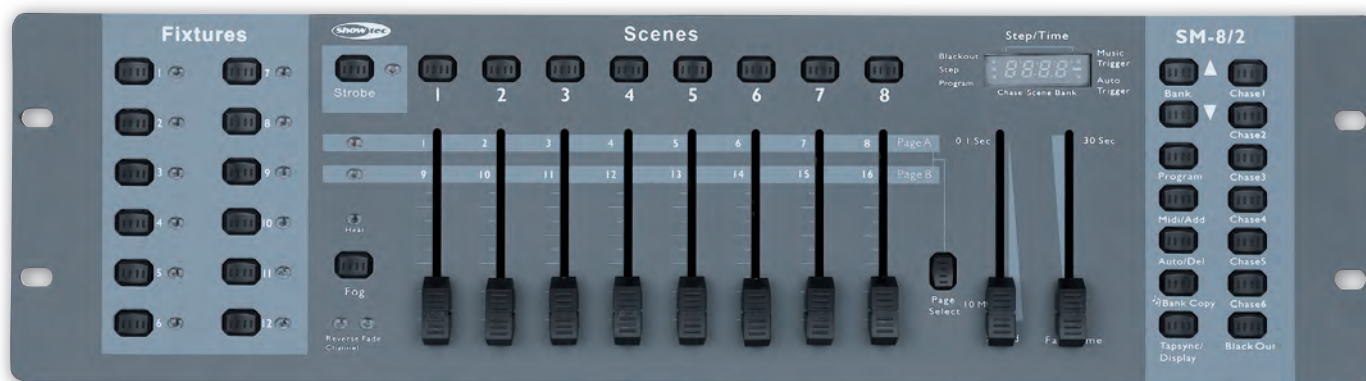 Fixtures
1 7
2 8
3 9
4 10
5 11
6 12
showtec
Strobe
Scenes
1 2 3 4 5 6 7 8
1 2 3 4 5 6 7 8 Page A
9 10 11 12 13 14 15 16 Page B
Heat
Fog
Reverse Fade
Channel
Page
Select
Step/Time
Blackout
Step
Program
Music
Trigger
Auto
Trigger
Chase Scene Bank
0.1 Sec
30 Sec
10
SM-8/2
Bank Chase1
Chase2
Program Chase3
Midi/Add Chase4
Auto/Del Chase5
Bank Copy Chase6
Tapsync/
Display
Black Out